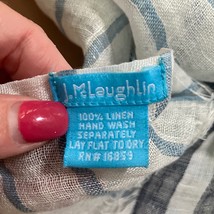 J.McLaughlin
100% LINEN
HAND WASH
SEPARATELY
LAY FLAT TO DRY
RN# 16859